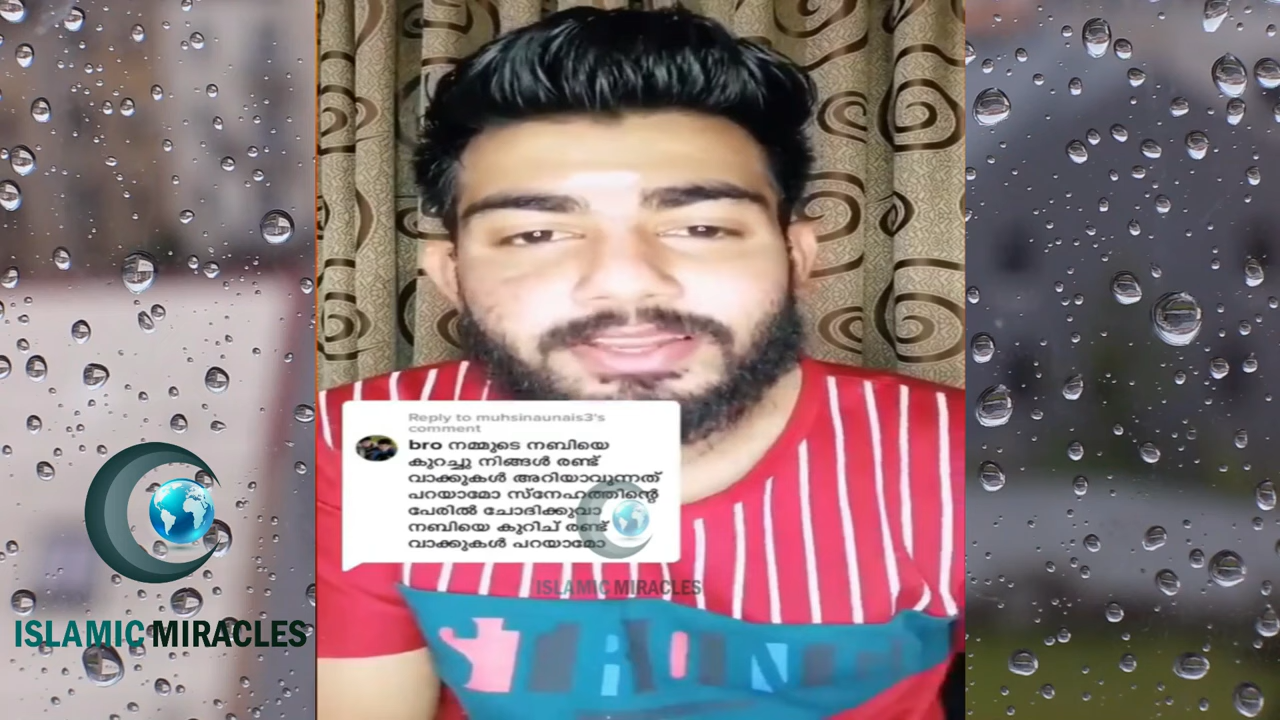 Reply to muhsinaunais3's
comment
bro നമ്മുടെ നബിയെ
കുറച്ചു നിങ്ങൾ രണ്ട്
വാക്കുകൾ അറിയാവുന്നത്
പറയാമോ സ്നേഹത്തിന്റെ
പേരിൽ ചോദിക്കുവാ
നബിയെ കുറിച് രണ്ട്
വാക്കുകൾ പറയാമോ
ISLAMIC MIRACLES
ISLAMIC MIRACLES